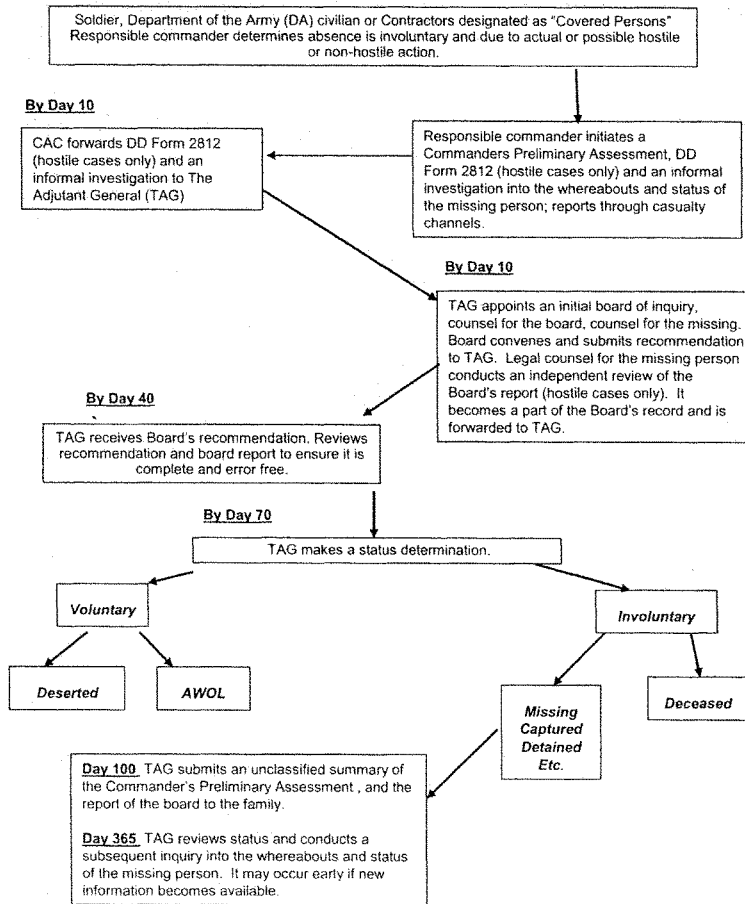 Soldier, Department of the Army (DA) civilian or Contractors designated as "Covered Persons"
Responsible commander determines absence is involuntary and due to actual or possible hostile
or non-hostile action.
By Day 10
CAC forwards DD Form 2812
(hostile cases only) and an
informal investigation to The
Adjutant General (TAG)
Responsible commander initiates a
Commanders Preliminary Assessment, DD
Form 2812 (hostile cases only) and an informal
investigation into the whereabouts and status of
the missing person; reports through casualty
channels.
By Day 10
TAG appoints an initial board of inquiry,
counsel for the board, counsel for the missing.
Board convenes and submits recommendation
to TAG. Legal counsel for the missing person
conducts an independent review of the
Board's report (hostile cases only). It
becomes a part of the Board's record and is
forwarded to TAG.
By Day 40
TAG receives Board's recommendation. Reviews
recommendation and board report to ensure it is
complete and error free.
By Day 70
TAG makes a status determination.
Voluntary
Involuntary
Deserted
AWOL
Missing
Captured
Detained
Etc.
Deceased
Day 100 TAG submits an unclassified summary of
the Commander's Preliminary Assessment , and the
report of the board to the family.
Day 365 TAG reviews status and conducts a
subsequent inquiry into the whereabouts and status
of the missing person. It may occur early if new
information becomes available.